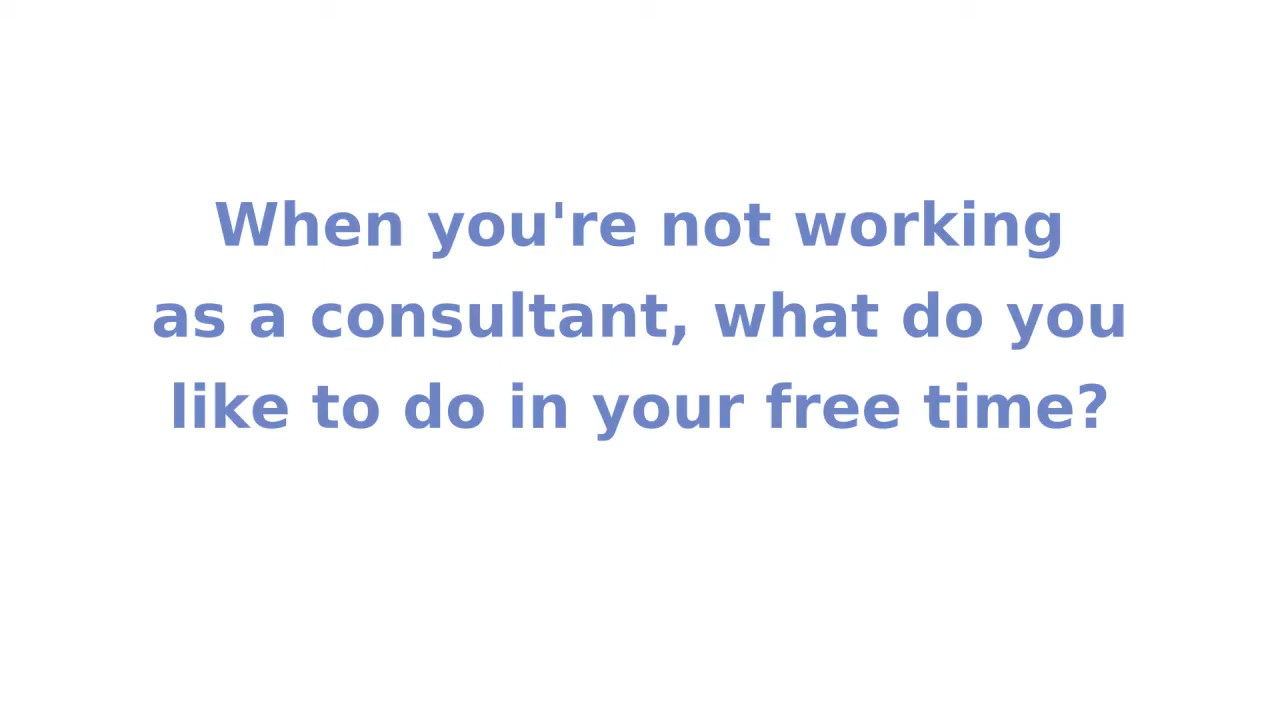 When you're not working
as a consultant, what do you
like to do in your free time?